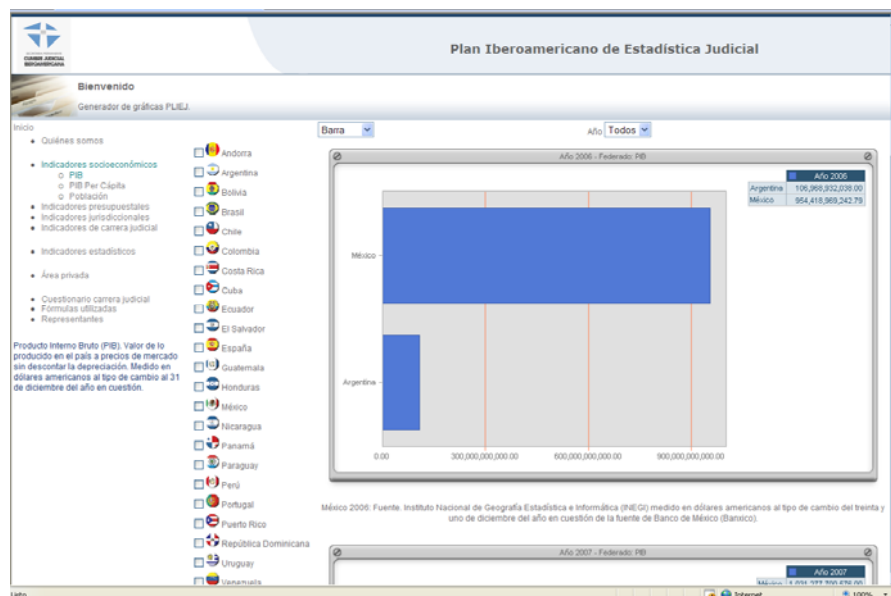 CUMBRE JUDICIAL
IBEROAMERICANA
Plan Iberoamericano de Estadística Judicial
Bienvenido
Generador de gráficas PLIEJ.
Inicio
Quiénes somos
Indicadores socioeconómicos
PIB
PIB Per Cápita
Población
Indicadores presupuestales
Indicadores jurisdiccionales
Indicadores de carrera judicial
Indicadores estadísticos
Área privada
Cuestionario carrera judicial
Fórmulas utilizadas
Representantes
Producto Interno Bruto (PIB). Valor de lo
producido en el país a precios de mercado
sin descontar la depreciación. Medido en
dólares americanos al tipo de cambio al 31
de diciembre del año en cuestión.
Andorra
Argentina
Bolivia
Brasil
Chile
Colombia
Costa Rica
Cuba
Ecuador
El Salvador
España
Guatemala
Honduras
México
Nicaragua
Panamá
Paraguay
Perú
Portugal
Puerto Rico
República Dominicana
Uruguay
Venezuela
Barra
Año Todos
Año 2006 - Federado: PIB
Año 2006
Argentina 106,968,932,038.00
México 954,418,969,242.79
México
Argentina
0.00 300,000,000,000.00 600,000,000,000.00 900,000,000,000.00
México 2006: Fuente. Instituto Nacional de Geografía Estadística e Informática (INEGI) medido en dólares americanos al tipo de cambio del treinta y
uno de diciembre del año en cuestión de la fuente de Banco de México (Banxico).
Año 2007 - Federado: PIB
Año 2007
México
Listo
Internet
100%